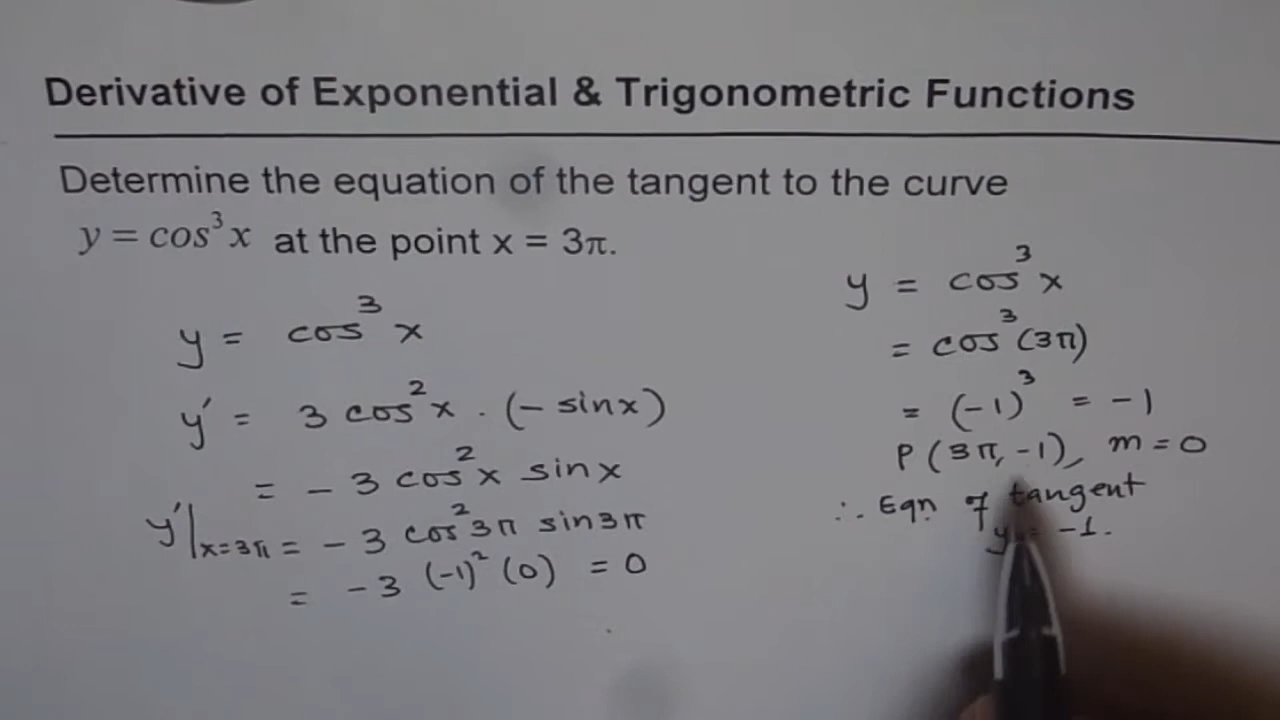 Derivative of Exponential & Trigonometric Functions
Determine the equation of the tangent to the curve
y = cos³x at the point x = 3π.
y = cos³ x
y' = 3 cos²x · (- sinx)
= - 3 cos²x sinx
y'|x=3π = - 3 cos²3π sin3π
= - 3 (-1)² (0) = 0
y = cos³ x
= cos³(3π)
= (-1)³ = -1
P (3π, -1), m = 0
∴ Eqn. of tangent
y = -1.